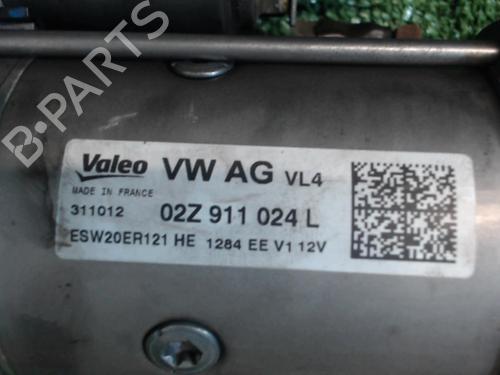 B-PARTS
Valeo VW AG VL4
MADE IN FRANCE
311012 02Z 911 024 L
ESW20ER121 HE 1284 EE V1 12V